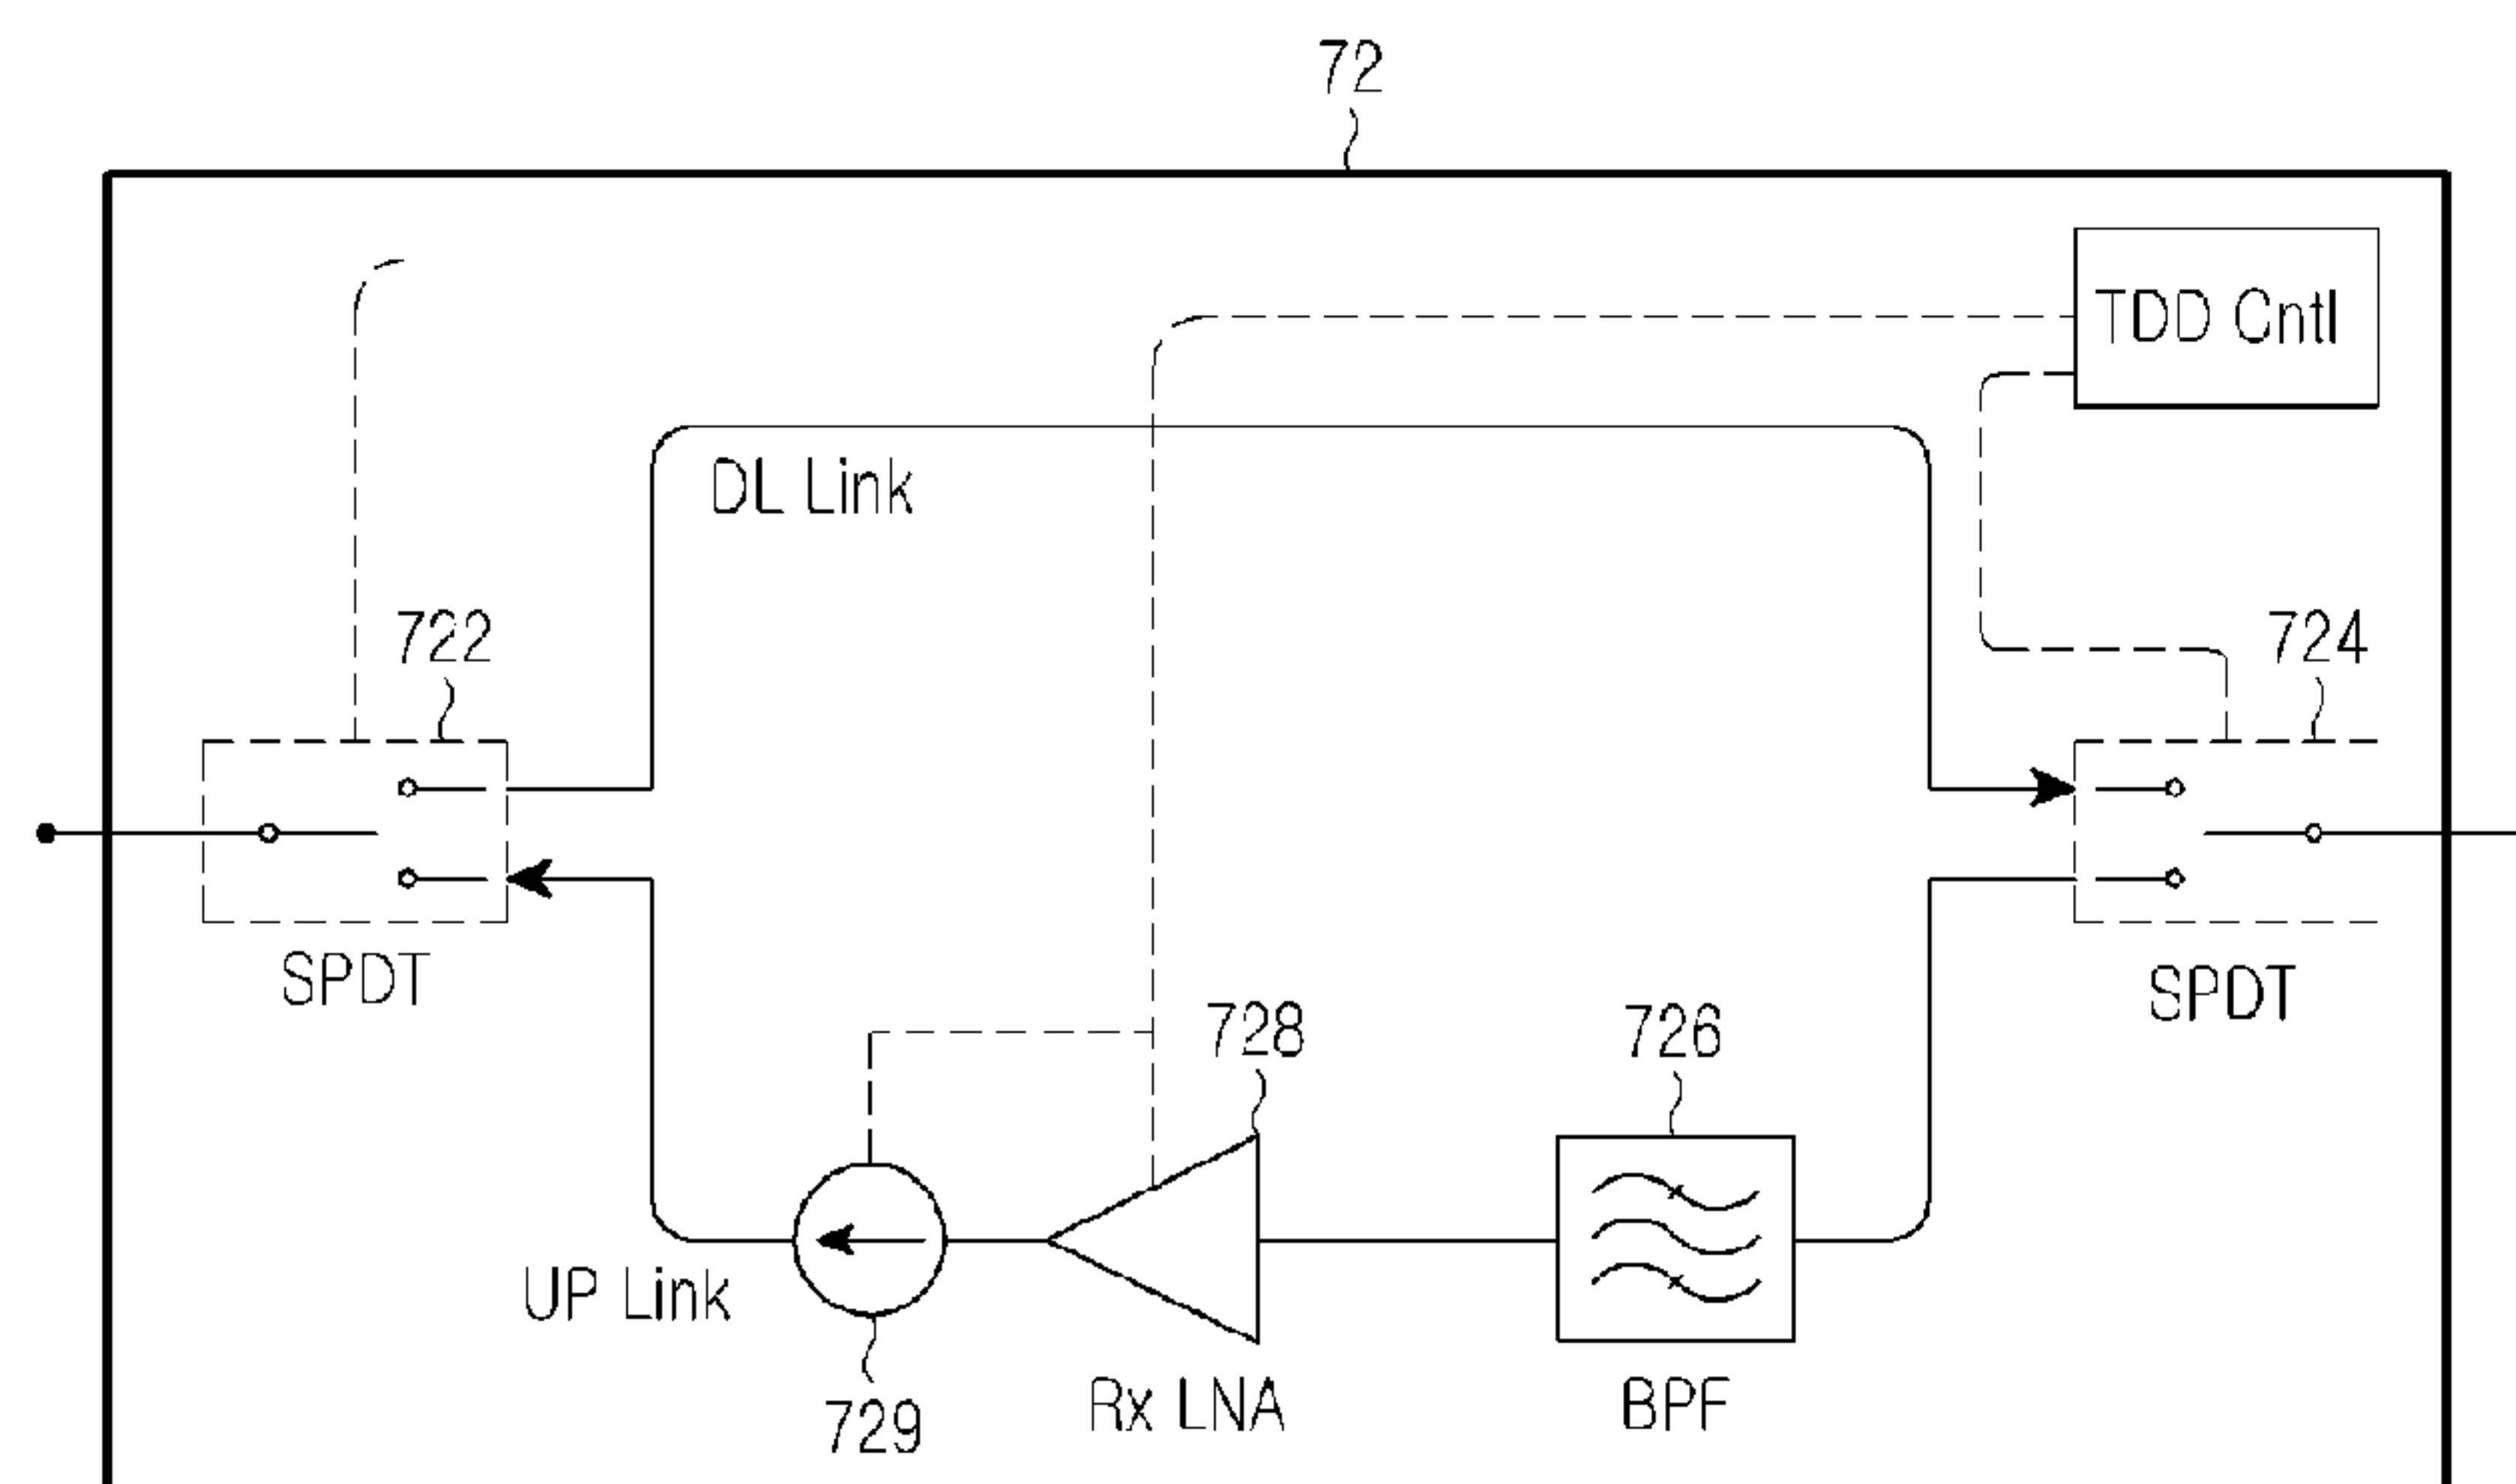 72
TDD Cntl
DL Link
722
724
SPDT
SPDT
728
726
UP Link
729
Rx LNA
BPF